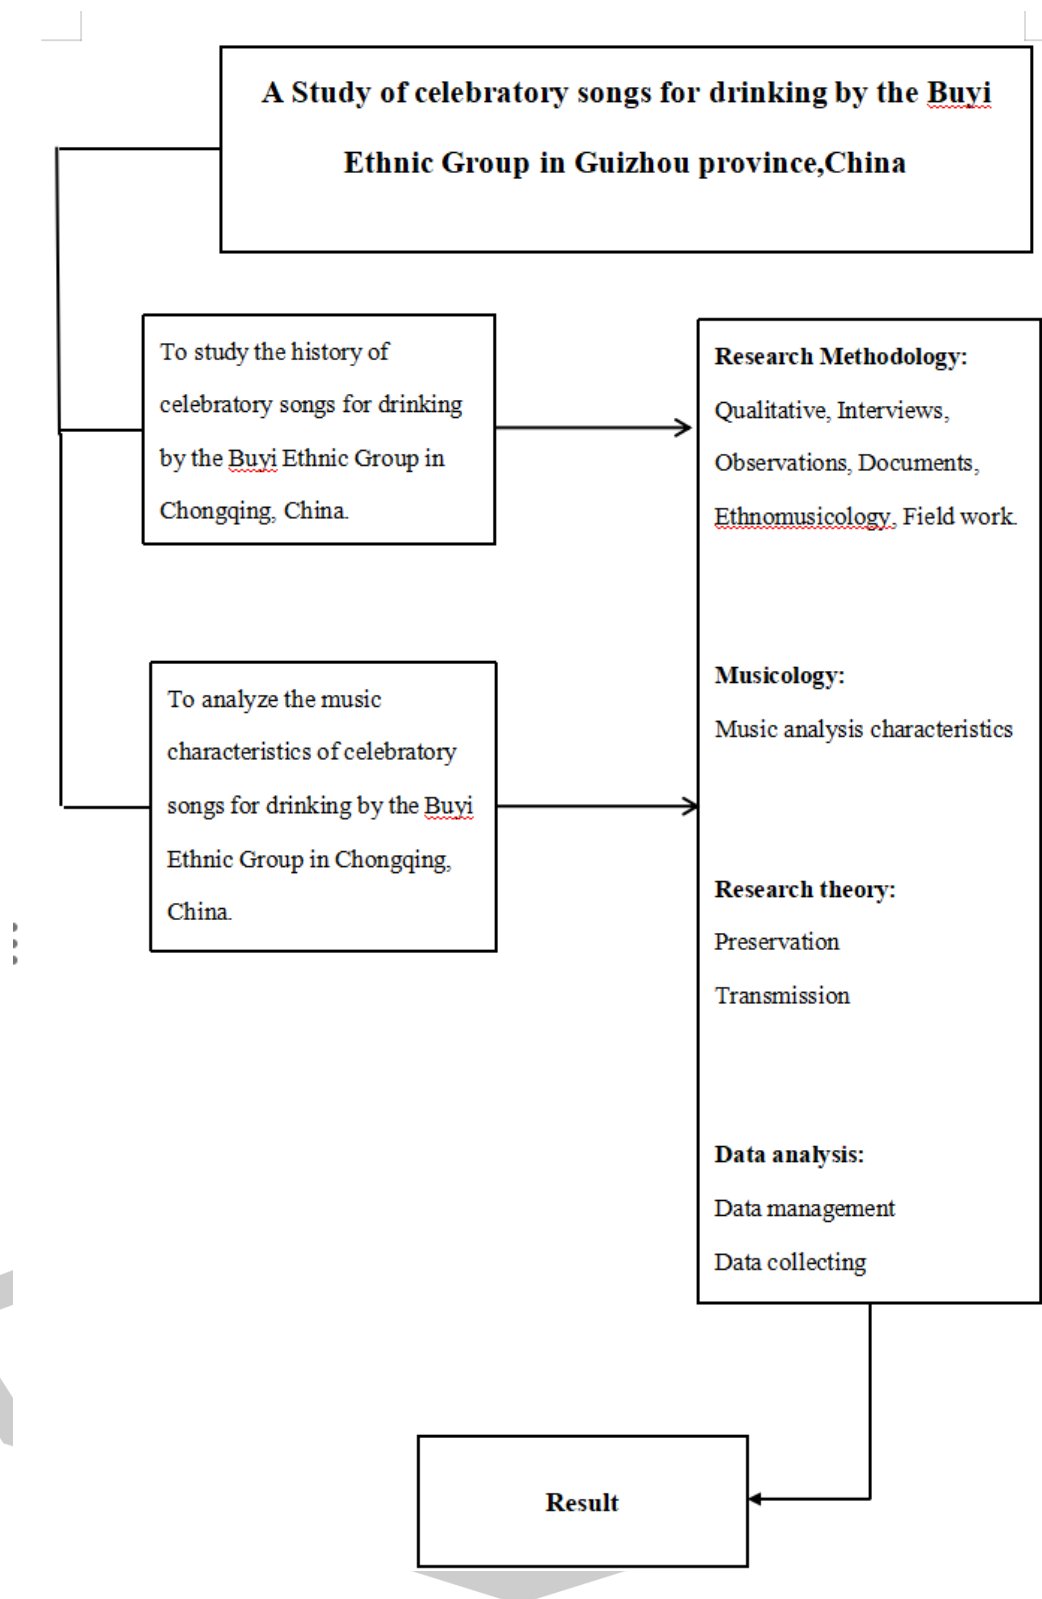 A Study of celebratory songs for drinking by the Buyi
Ethnic Group in Guizhou province,China
To study the history of
celebratory songs for drinking
by the Buyi Ethnic Group in
Chongqing, China.
To analyze the music
characteristics of celebratory
songs for drinking by the Buyi
Ethnic Group in Chongqing,
China.
Research Methodology:
Qualitative, Interviews,
Observations, Documents,
Ethnomusicology, Field work.
Musicology:
Music analysis characteristics
Research theory:
Preservation
Transmission
Data analysis:
Data management
Data collecting
Result